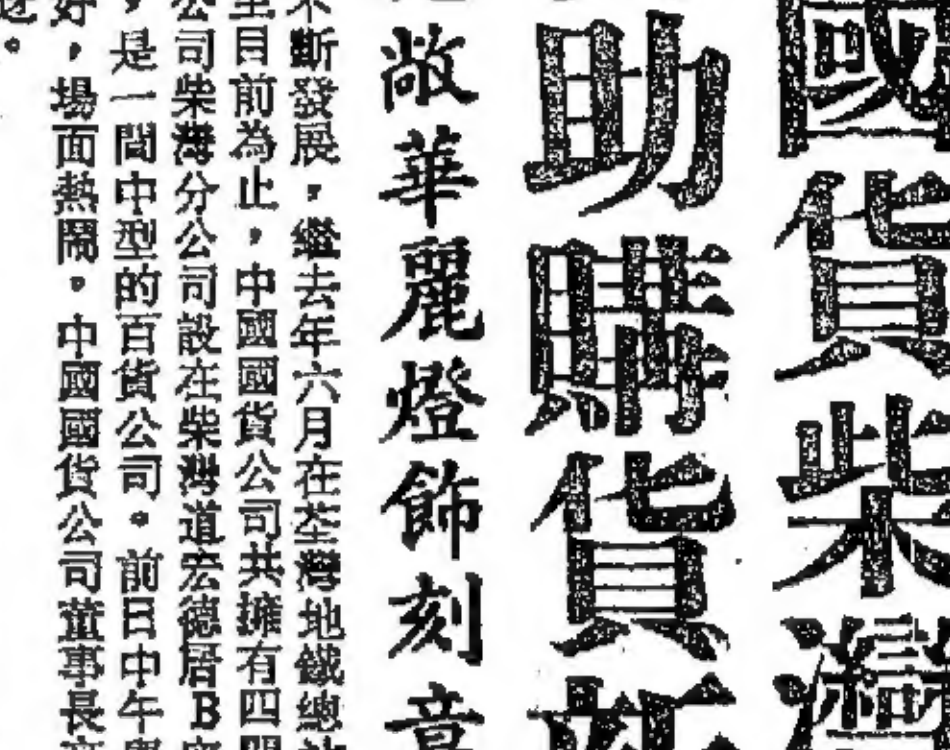 國貨柴灣
助購貨
敞華麗燈飾刻意
不斷發展，繼去年六月在荃灣地鐵總
至目前為止，中國國貨公司共擁有四間
公司柴灣分公司設在柴灣道宏德居B
，是一間中型的百貨公司。前日中午
好，場面熱鬧。中國國貨公司董事長